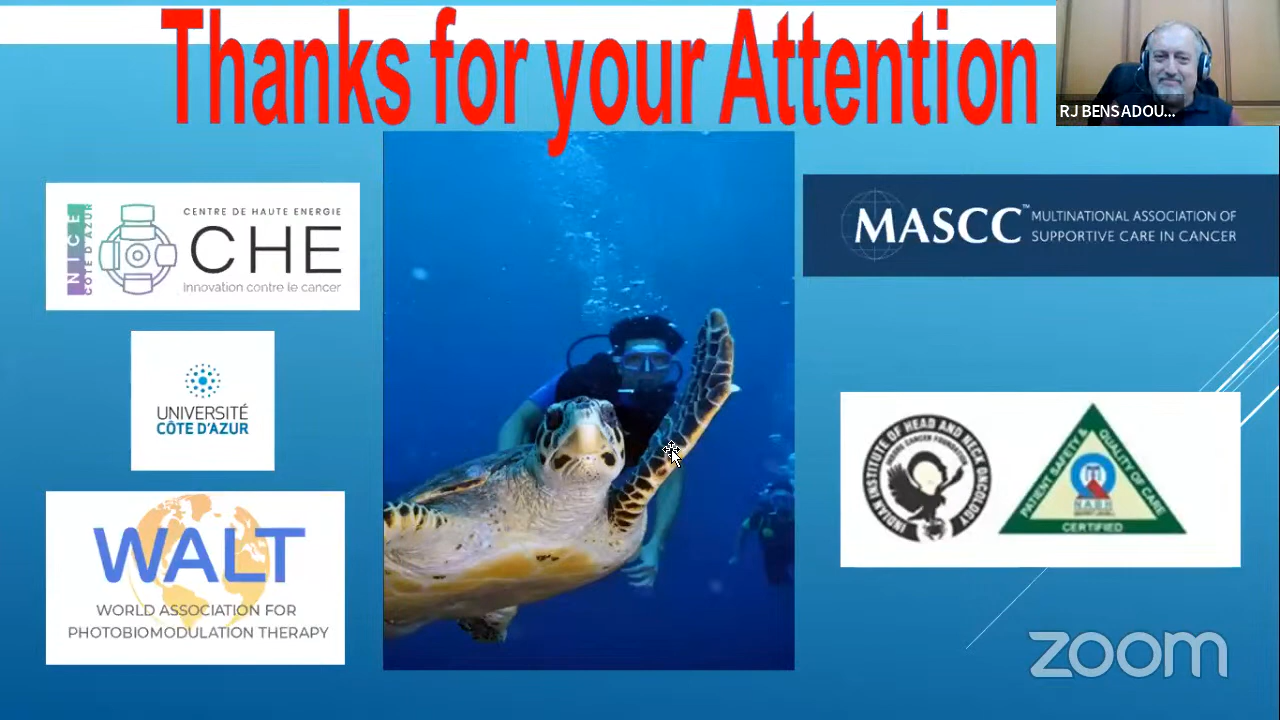 Thanks for your Attention
RJ BENSADOU...
NICE
CÔTE D'AZUR
CENTRE DE HAUTE ENERGIE
CHE
Innovation contre le cancer
UNIVERSITÉ
CÔTE D'AZUR
WALT
WORLD ASSOCIATION FOR
PHOTOBIOMODULATION THERAPY
MASCC™ MULTINATIONAL ASSOCIATION OF
SUPPORTIVE CARE IN CANCER
INSTITUTE OF HEAD AND NECK ONCOLOGY
INDIAN
PATIENT SAFETY &
QUALITY OF CARE
NABH
CERTIFIED
zoom